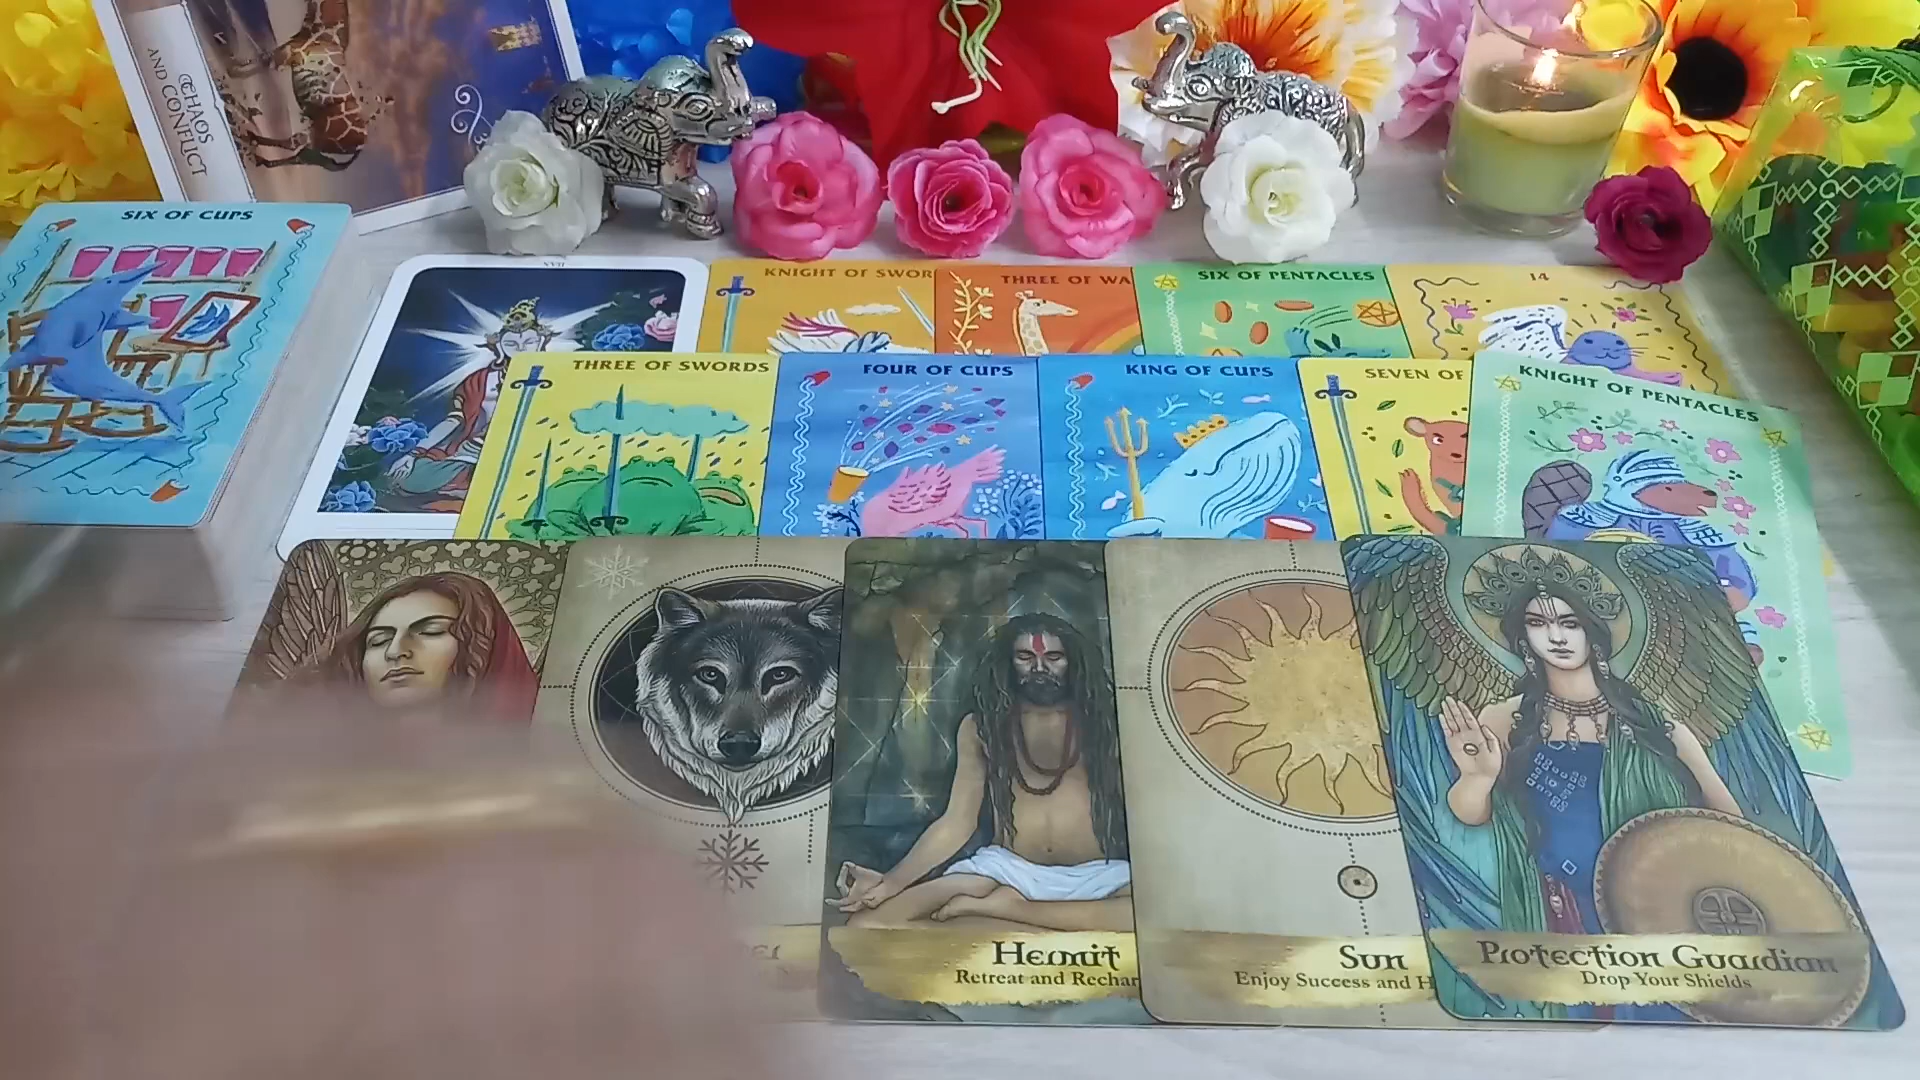 CHAOS
AND CONFLICT
SIX OF CUPS
XVII
KNIGHT OF SWOR
THREE OF WA
SIX OF PENTACLES
14
THREE OF SWORDS
FOUR OF CUPS
KING OF CUPS
SEVEN OF
KNIGHT OF PENTACLES
Hermit
Retreat and Rechar
Sun
Enjoy Success and H
Protection Guardian
Drop Your Shields